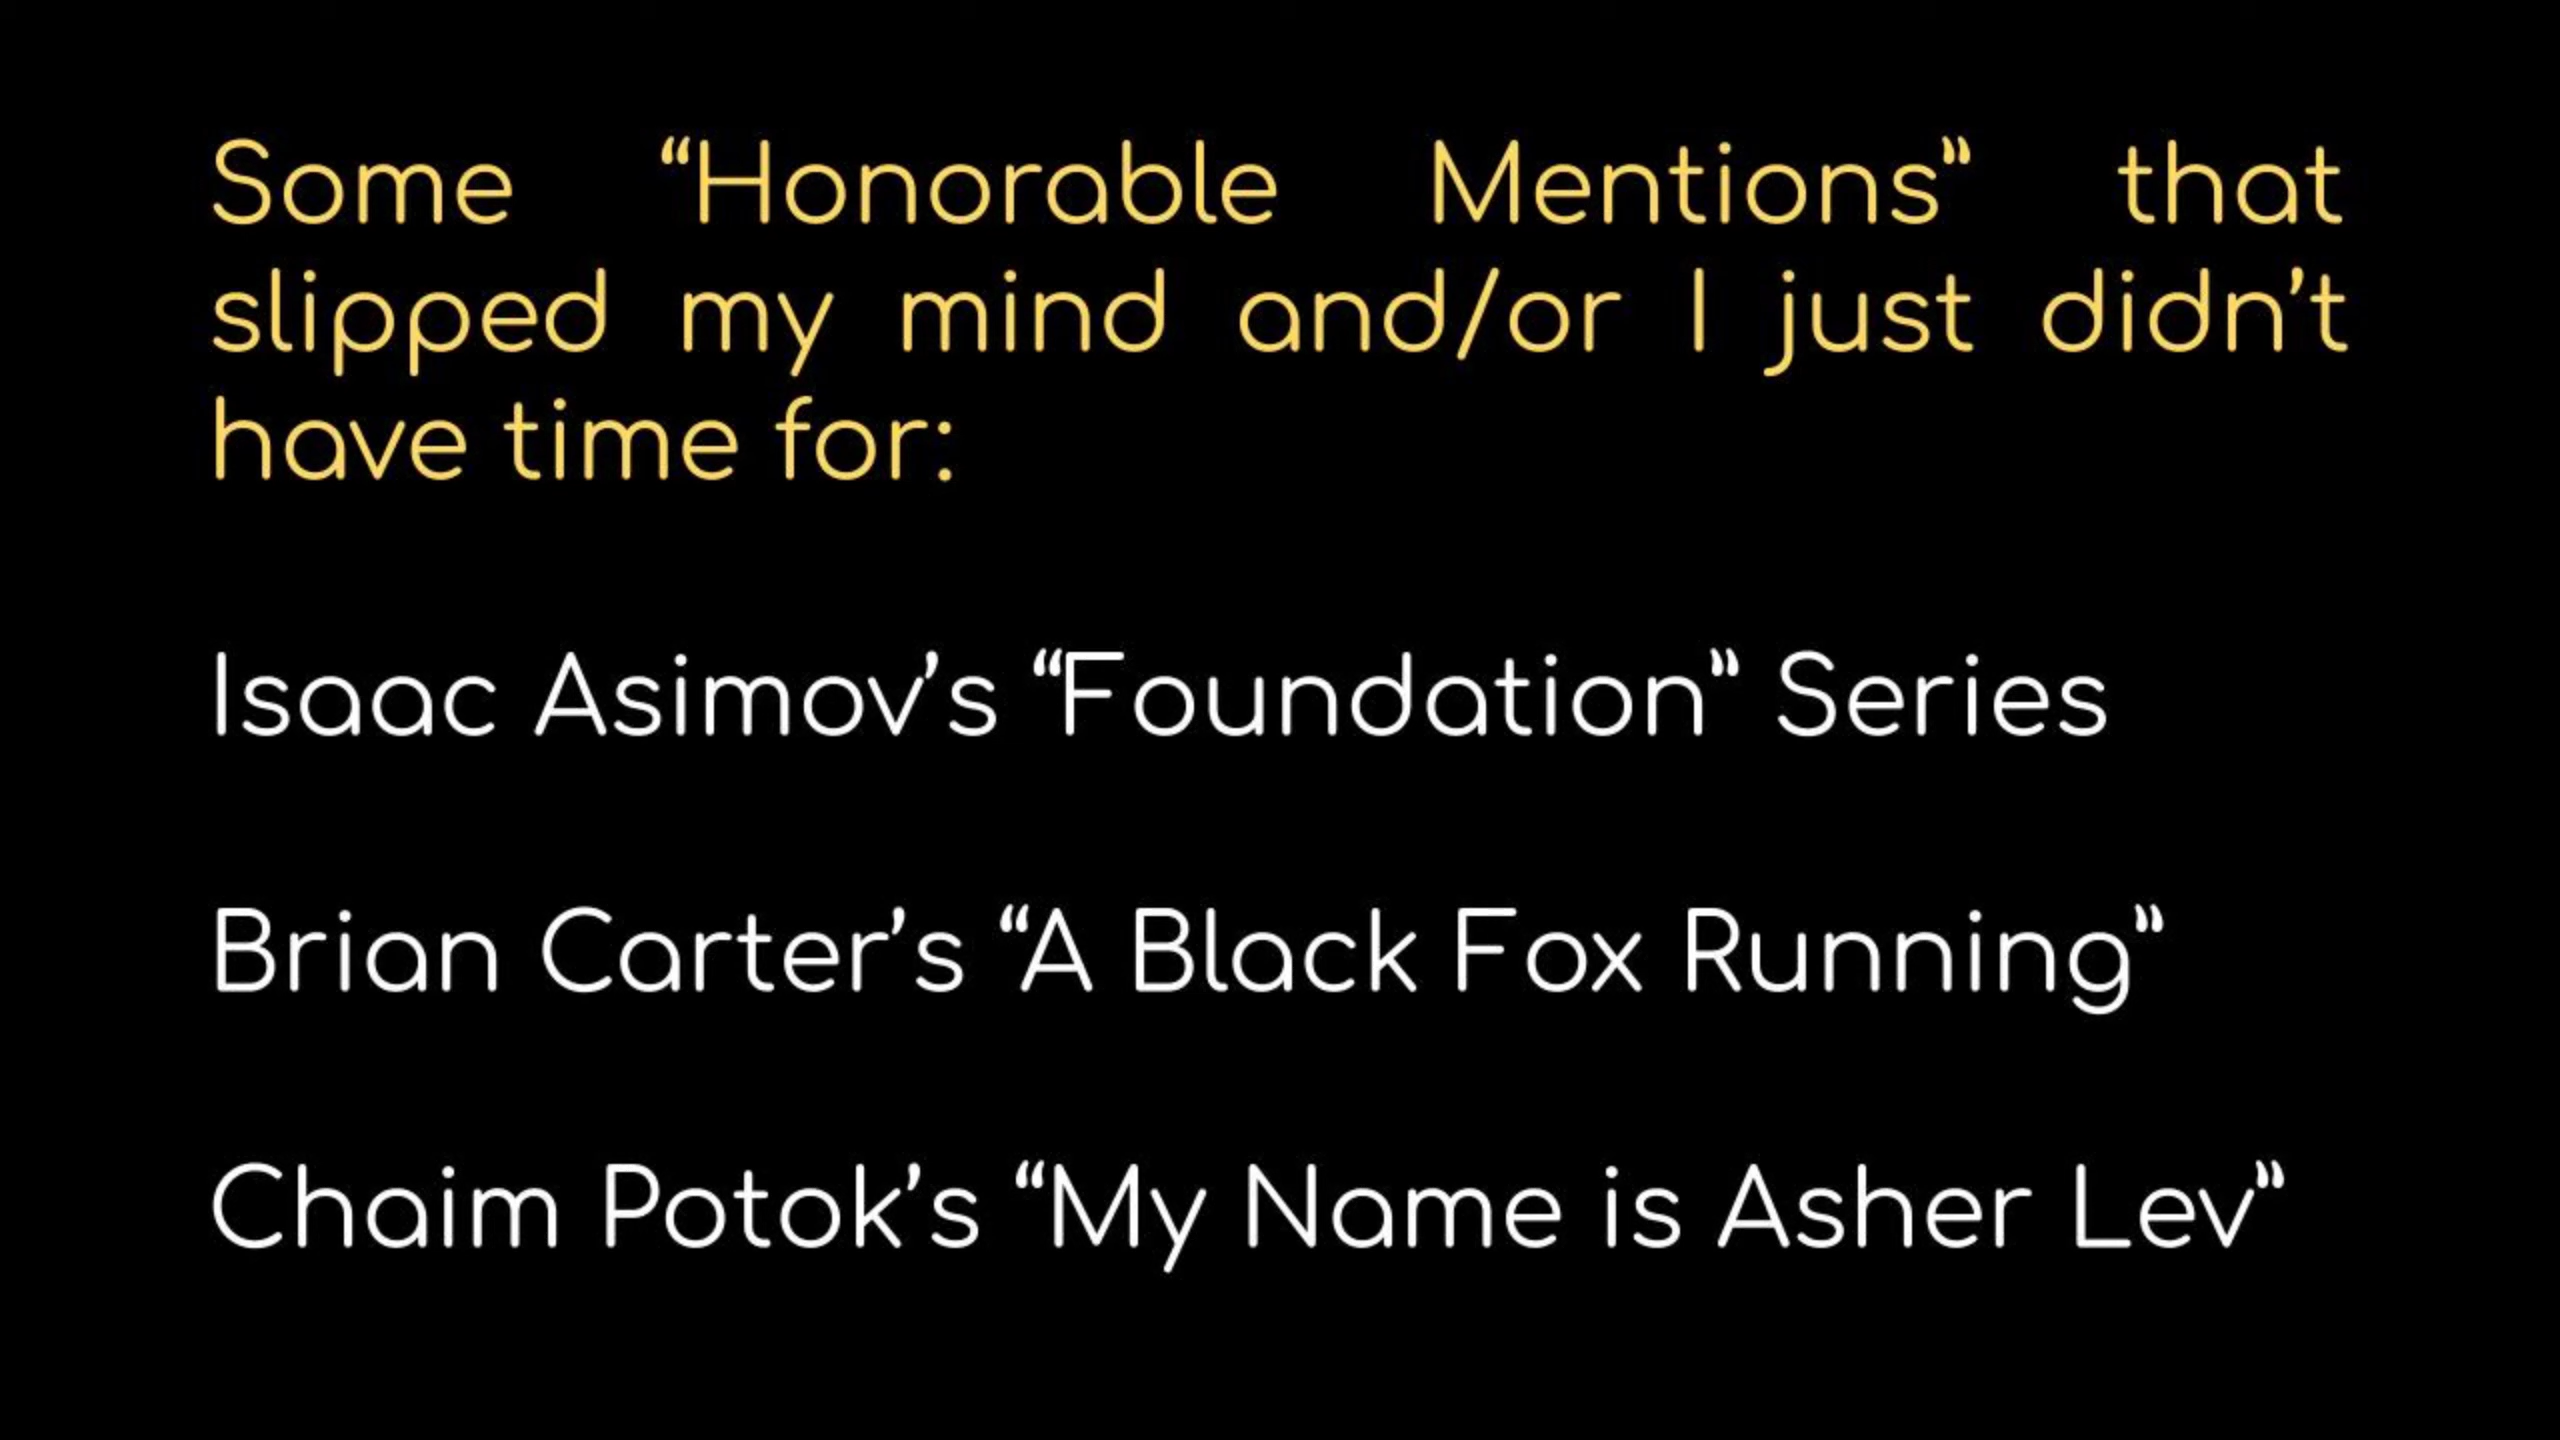 Some “Honorable Mentions” that
slipped my mind and/or I just didn’t
have time for:
Isaac Asimov’s “Foundation” Series
Brian Carter’s “A Black Fox Running”
Chaim Potok’s “My Name is Asher Lev”